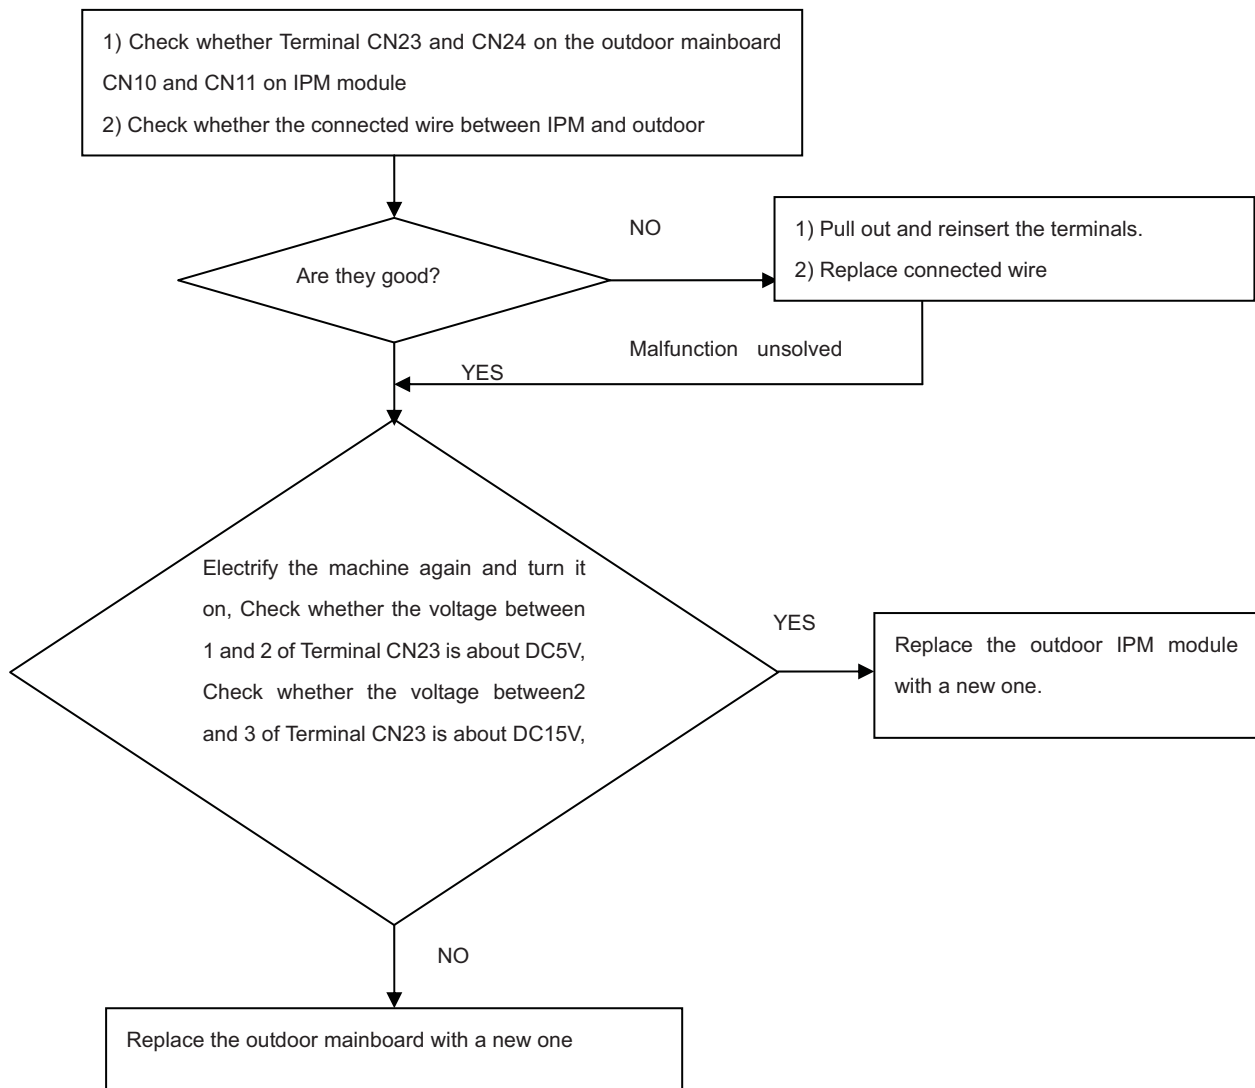 1) Check whether Terminal CN23 and CN24 on the outdoor mainboard
CN10 and CN11 on IPM module
2) Check whether the connected wire between IPM and outdoor
Are they good?
NO
1) Pull out and reinsert the terminals.
2) Replace connected wire
Malfunction unsolved
YES
Electrify the machine again and turn it
on, Check whether the voltage between
1 and 2 of Terminal CN23 is about DC5V,
Check whether the voltage between2
and 3 of Terminal CN23 is about DC15V,
YES
Replace the outdoor IPM module
with a new one.
NO
Replace the outdoor mainboard with a new one